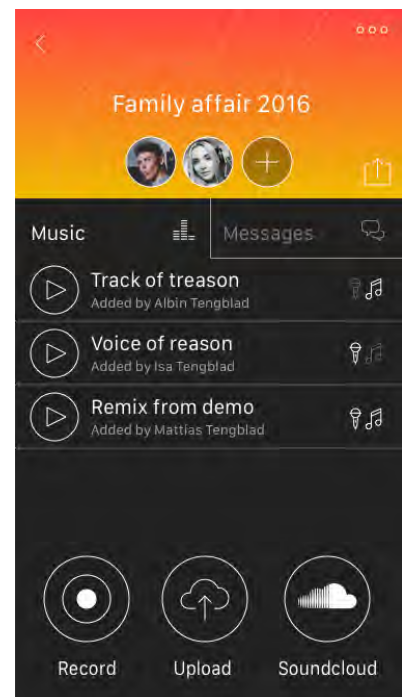 Family affair 2016
Music
Messages
Track of treason
Added by Albin Tengblad
Voice of reason
Added by Isa Tengblad
Remix from demo
Added by Mattias Tengblad
Record
Upload
Soundcloud